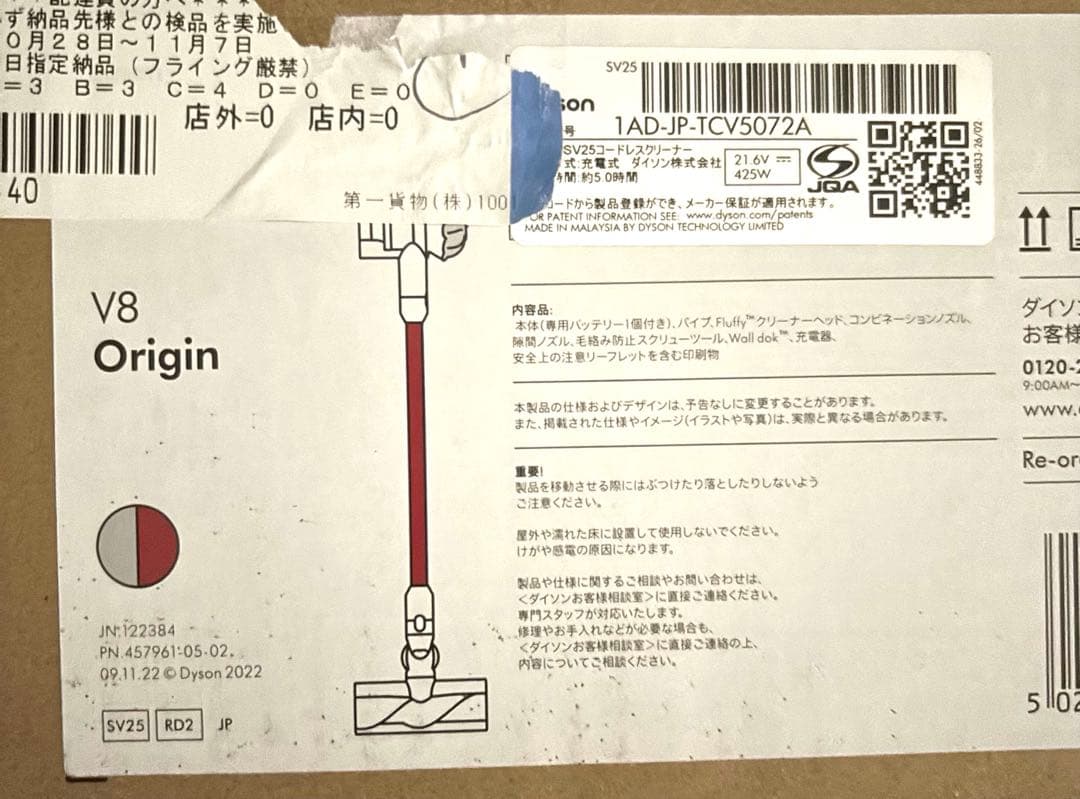 ず納品先様との検品を実施
0月28日〜11月7日
日指定納品(フライング厳禁)
=3 B=3 C=4 D=0 E=0
店外=0 店内=0
40
第一貨物(株)100
SV25
son
号 1AD-JP-TCV5072A
SV25コードレスクリーナー
式:充電式 ダイソン株式会社
時間:約5.0時間
21.6V
425W
JQA
448833-26/02
ードから製品登録ができ、メーカー保証が適用されます。
OR PATENT INFORMATION SEE: www.dyson.com/patents
MADE IN MALAYSIA BY DYSON TECHNOLOGY LIMITED
V8
Origin
JN.122384
PN.457961-05-02.
09.11.22 © Dyson 2022
SV25 RD2 JP
内容品:
本体(専用バッテリー1個付き)、パイプ、Fluffy™クリーナーヘッド、コンビネーションノズル、
隙間ノズル、毛絡み防止スクリューツール、Wall dok™、充電器、
安全上の注意リーフレットを含む印刷物
本製品の仕様およびデザインは、予告なしに変更することがあります。
また、掲載された仕様やイメージ(イラストや写真)は、実際と異なる場合があります。
重要!
製品を移動させる際にはぶつけたり落としたりしないよう
ご注意ください。
屋外や濡れた床に設置して使用しないでください。
けがや感電の原因になります。
製品や仕様に関するご相談やお問い合わせは、
<ダイソンお客様相談室>に直接ご連絡ください。
専門スタッフが対応いたします。
修理やお手入れなどが必要な場合も、
<ダイソンお客様相談室>に直接ご連絡の上、
内容についてご相談ください。
ダイソ
お客様
0120-2
9:00AM〜
www.
Re-or
5 02